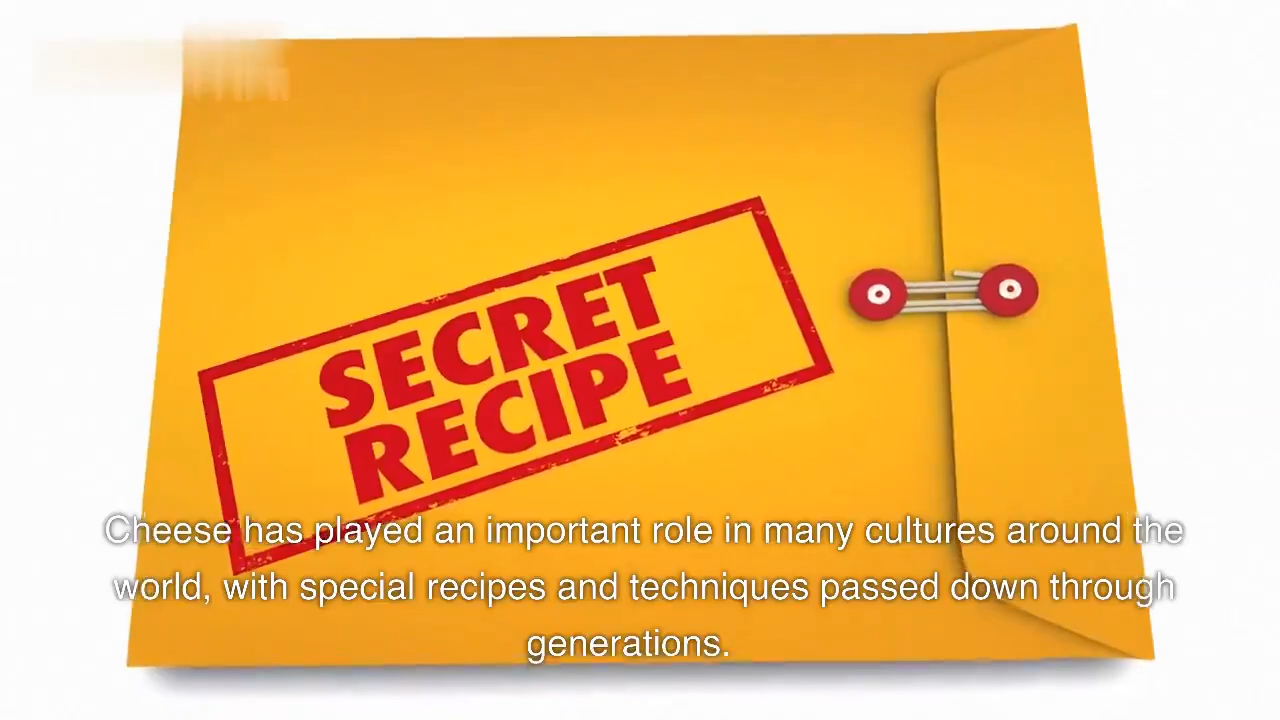 SECRET
RECIPE
Cheese has played an important role in many cultures around the
world, with special recipes and techniques passed down through
generations.